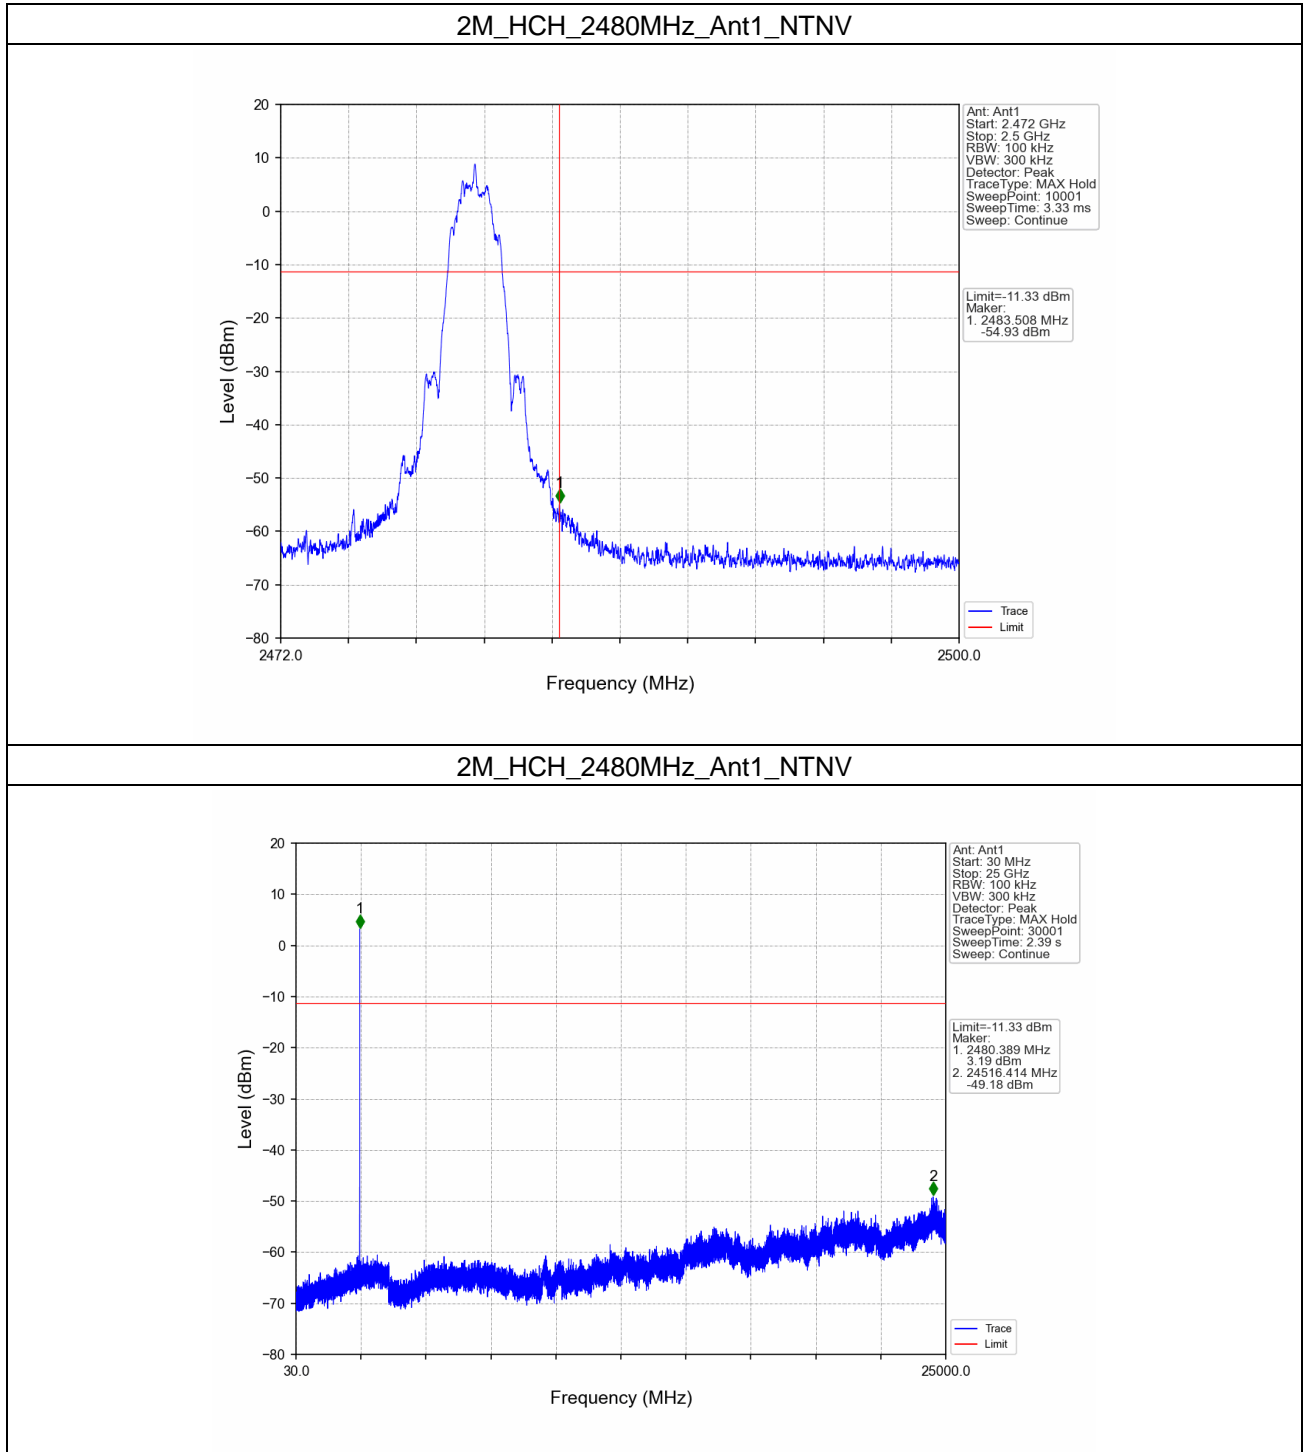 2M_HCH_2480MHz_Ant1_NTNV
20
10
0
−10
−20
−30
−40
−50
−60
−70
−80
Level (dBm)
1
2472.0
2500.0
Frequency (MHz)
Ant: Ant1
Start: 2.472 GHz
Stop: 2.5 GHz
RBW: 100 kHz
VBW: 300 kHz
Detector: Peak
TraceType: MAX Hold
SweepPoint: 10001
SweepTime: 3.33 ms
Sweep: Continue
Limit=-11.33 dBm
Maker:
1. 2483.508 MHz
-54.93 dBm
Trace
Limit
2M_HCH_2480MHz_Ant1_NTNV
20
10
0
−10
−20
−30
−40
−50
−60
−70
−80
Level (dBm)
1
2
30.0
25000.0
Frequency (MHz)
Ant: Ant1
Start: 30 MHz
Stop: 25 GHz
RBW: 100 kHz
VBW: 300 kHz
Detector: Peak
TraceType: MAX Hold
SweepPoint: 30001
SweepTime: 2.39 s
Sweep: Continue
Limit=-11.33 dBm
Maker:
1. 2480.389 MHz
3.19 dBm
2. 24516.414 MHz
-49.18 dBm
Trace
Limit